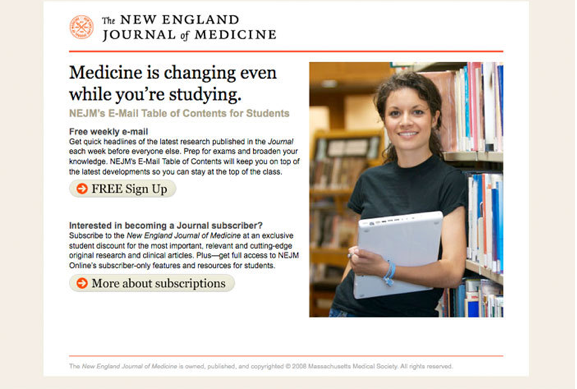 The NEW ENGLAND
JOURNAL of MEDICINE
Medicine is changing even
while you're studying.
NEJM's E-Mail Table of Contents for Students
Free weekly e-mail
Get quick headlines of the latest research published in the Journal
each week before everyone else. Prep for exams and broaden your
knowledge. NEJM's E-Mail Table of Contents will keep you on top of
the latest developments so you can stay at the top of the class.
FREE Sign Up
Interested in becoming a Journal subscriber?
Subscribe to the New England Journal of Medicine at an exclusive
student discount for the most important, relevant and cutting-edge
original research and clinical articles. Plus—get full access to NEJM
Online's subscriber-only features and resources for students.
More about subscriptions
The New England Journal of Medicine is owned, published, and copyrighted © 2008 Massachusetts Medical Society. All rights reserved.